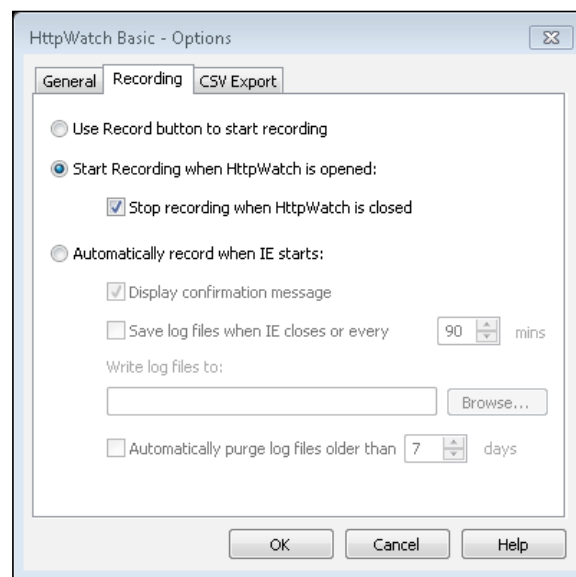 HttpWatch Basic - Options
General Recording CSV Export
Use Record button to start recording
Start Recording when HttpWatch is opened:
Stop recording when HttpWatch is closed
Automatically record when IE starts:
Display confirmation message
Save log files when IE closes or every 90 mins
Write log files to:
Browse...
Automatically purge log files older than 7 days
OK Cancel Help